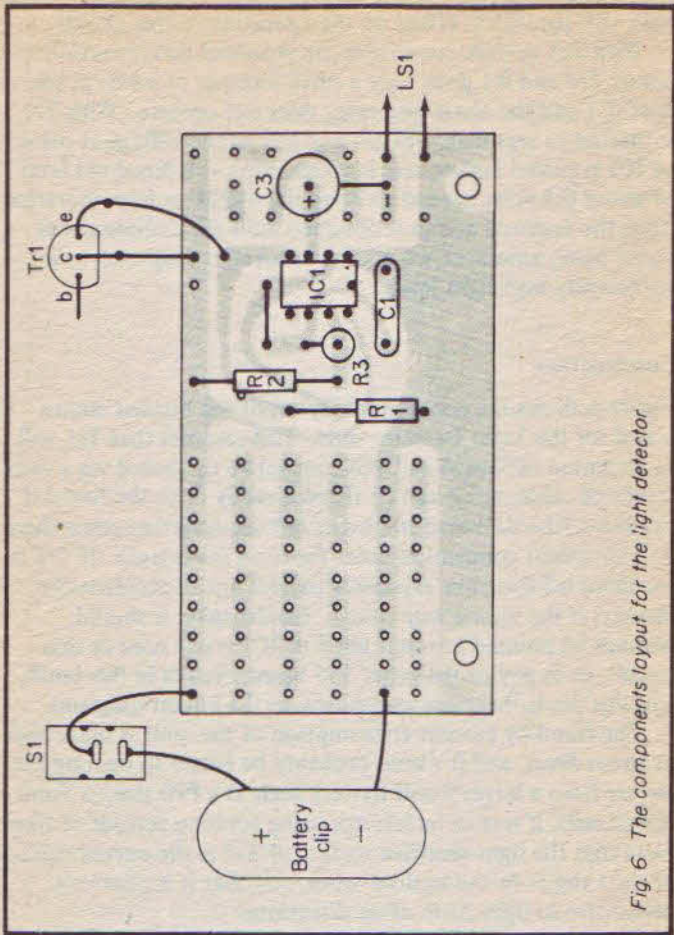 S1
Tr1
b c e
+
Battery
clip
−
R
2
R
1
R3
IC1
C1
C3
+
−
LS1
Fig. 6 The components layout for the light detector